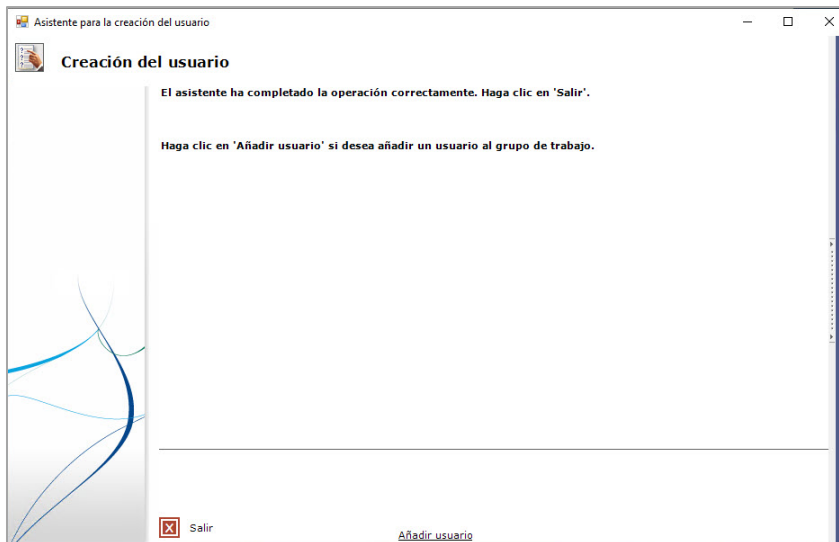 Asistente para la creación del usuario
Creación del usuario
El asistente ha completado la operación correctamente. Haga clic en 'Salir'.
Haga clic en 'Añadir usuario' si desea añadir un usuario al grupo de trabajo.
Salir
Añadir usuario